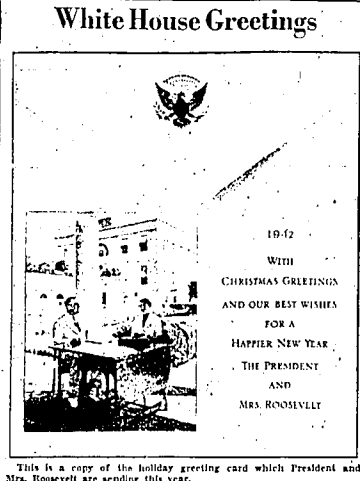 White House Greetings
1942
WITH
CHRISTMAS GREETINGS
AND OUR BEST WISHES
FOR A
HAPPIER NEW YEAR
THE PRESIDENT
AND
MRS. ROOSEVELT
This is a copy of the holiday greeting card which President and
Mrs. Roosevelt are sending this year.